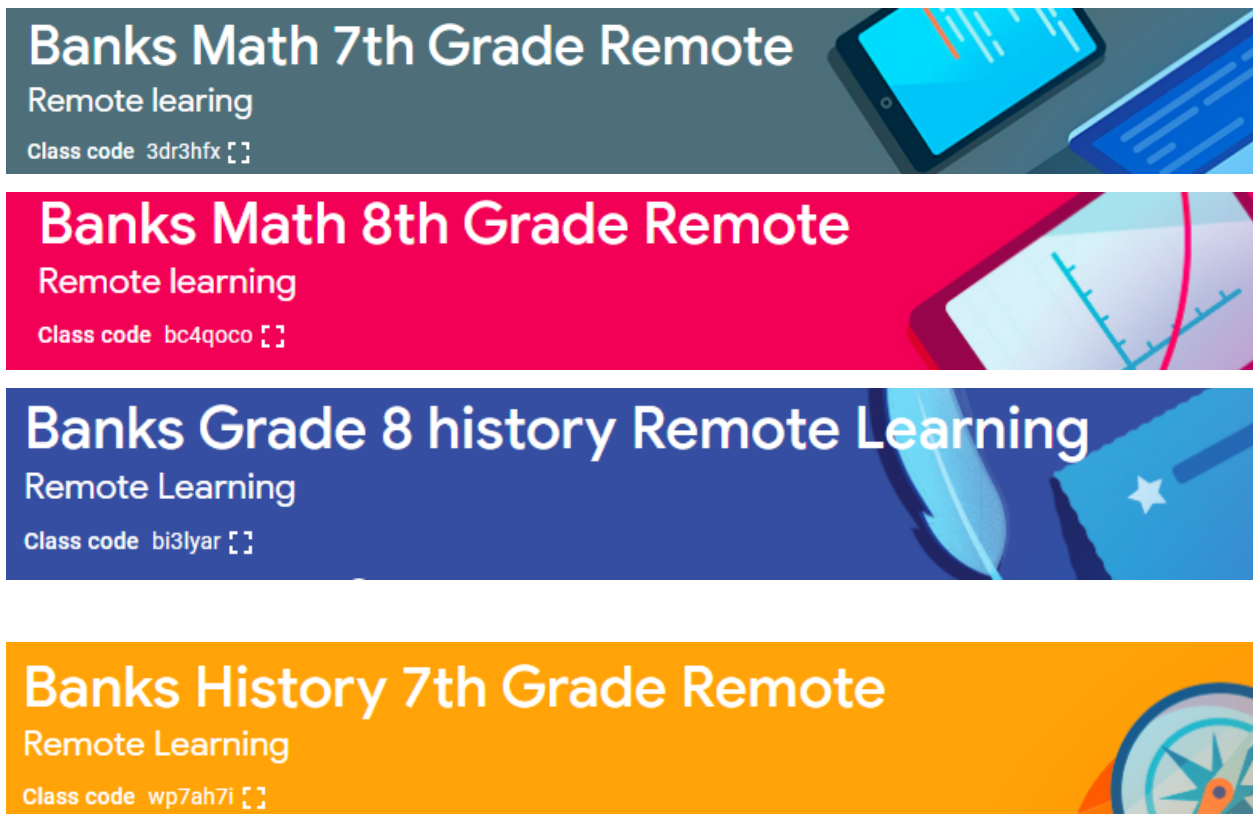 Banks Math 7th Grade Remote
Remote learing
Class code 3dr3hfx
Banks Math 8th Grade Remote
Remote learning
Class code bc4qoco
Banks Grade 8 history Remote Learning
Remote Learning
Class code bi3lyar
Banks History 7th Grade Remote
Remote Learning
Class code wp7ah7i